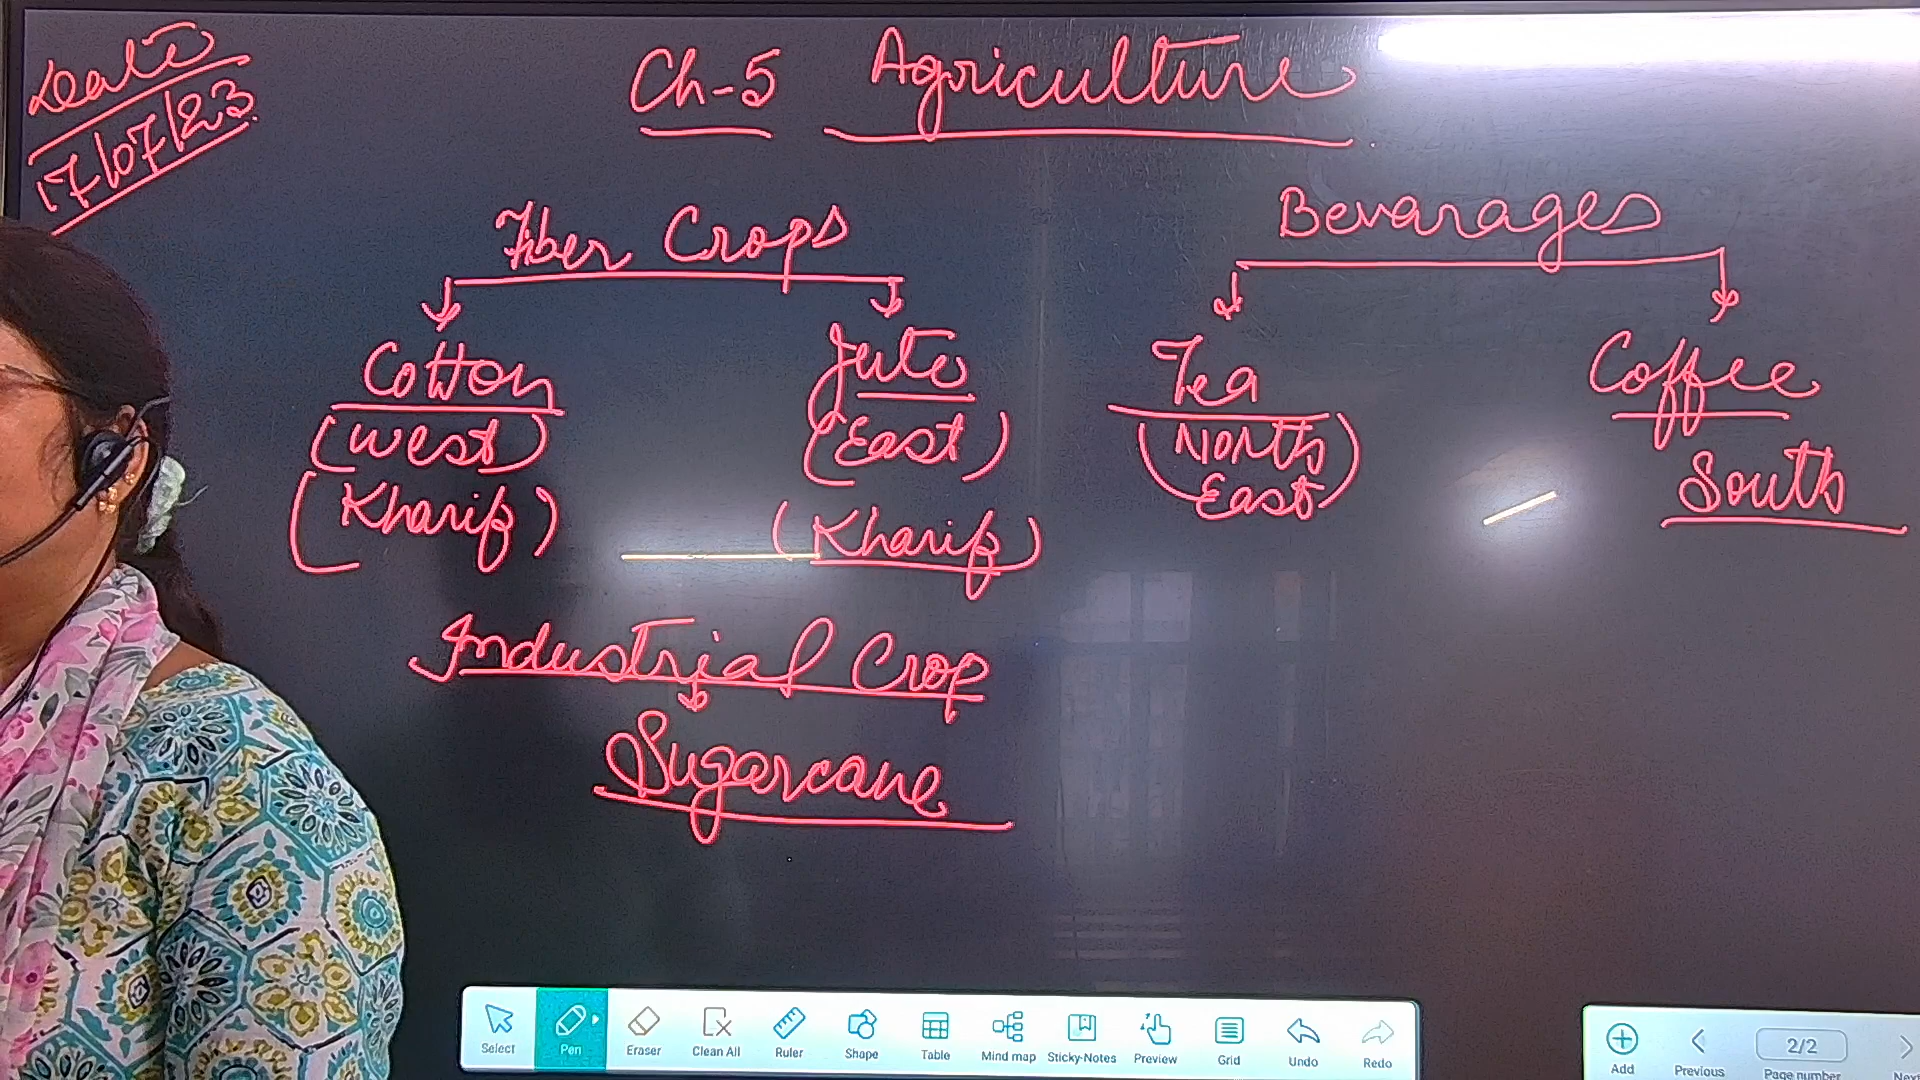 Date
17/07/23
Ch-5 Agriculture
Fiber Crops
Bevarages
Cotton
Jute
Tea
Coffee
(West)
(East)
(North
East)
South
(Kharif)
(Kharif)
Industrial Crop
Sugarcane
Select
Pen
Eraser
Clean All
Ruler
Shape
Table
Mind map
Sticky-Notes
Preview
Grid
Undo
Redo
Add
Previous
2/2
Page number
Next